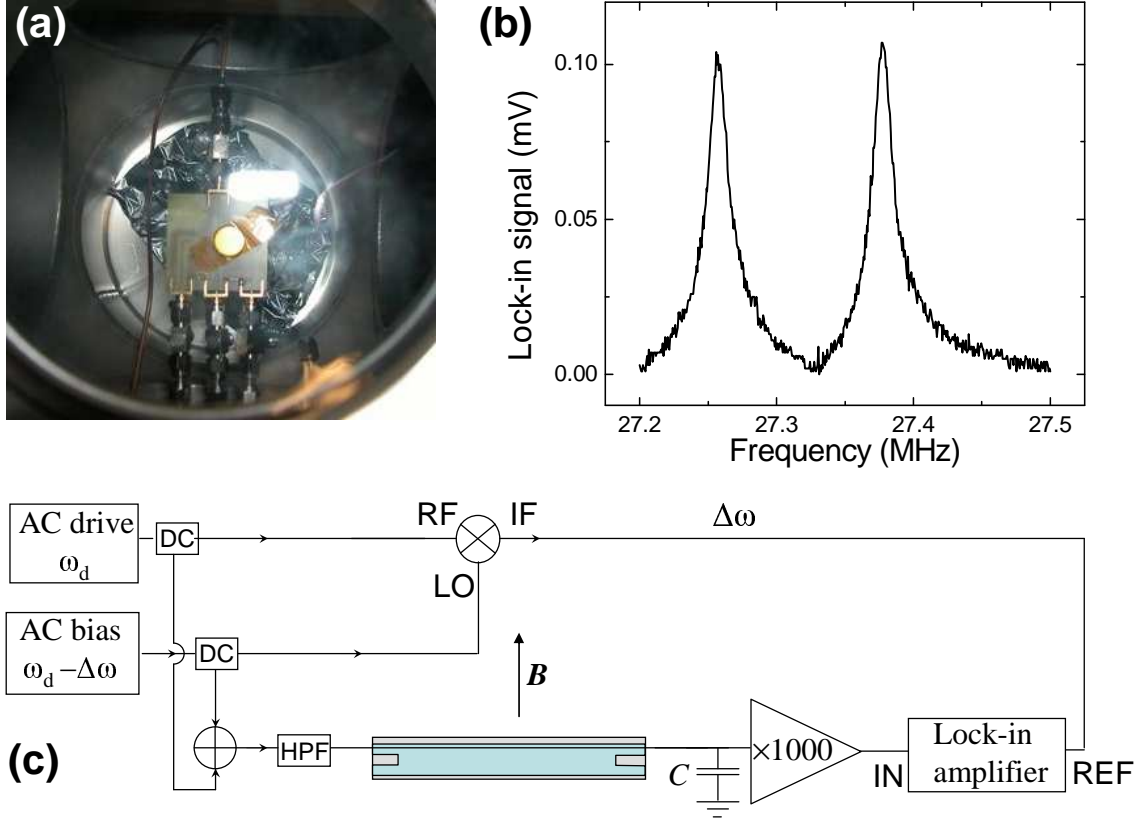 (a)
(b)
Lock-in signal (mV)
0.10
0.05
0.00
27.2 27.3 27.4 27.5
Frequency (MHz)
(c)
AC drive
ω_d
DC
RF
IF
LO
Δω
AC bias
ω_d −Δω
DC
B
HPF
C
×1000
IN
Lock-in
amplifier
REF